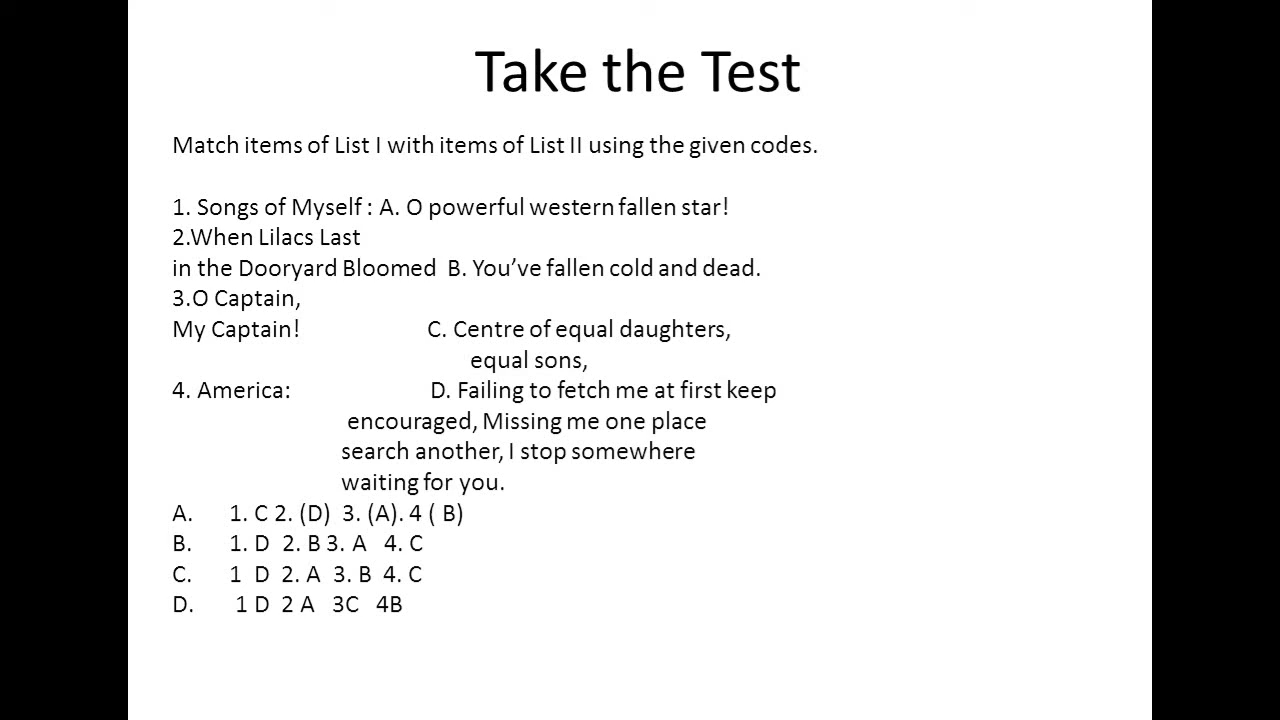 Take the Test
Match items of List I with items of List II using the given codes.
1. Songs of Myself : A. O powerful western fallen star!
2.When Lilacs Last
in the Dooryard Bloomed B. You’ve fallen cold and dead.
3.O Captain,
My Captain! C. Centre of equal daughters,
equal sons,
4. America: D. Failing to fetch me at first keep
encouraged, Missing me one place
search another, I stop somewhere
waiting for you.
A. 1. C 2. (D) 3. (A). 4 ( B)
B. 1. D 2. B 3. A 4. C
C. 1 D 2. A 3. B 4. C
D. 1 D 2 A 3C 4B